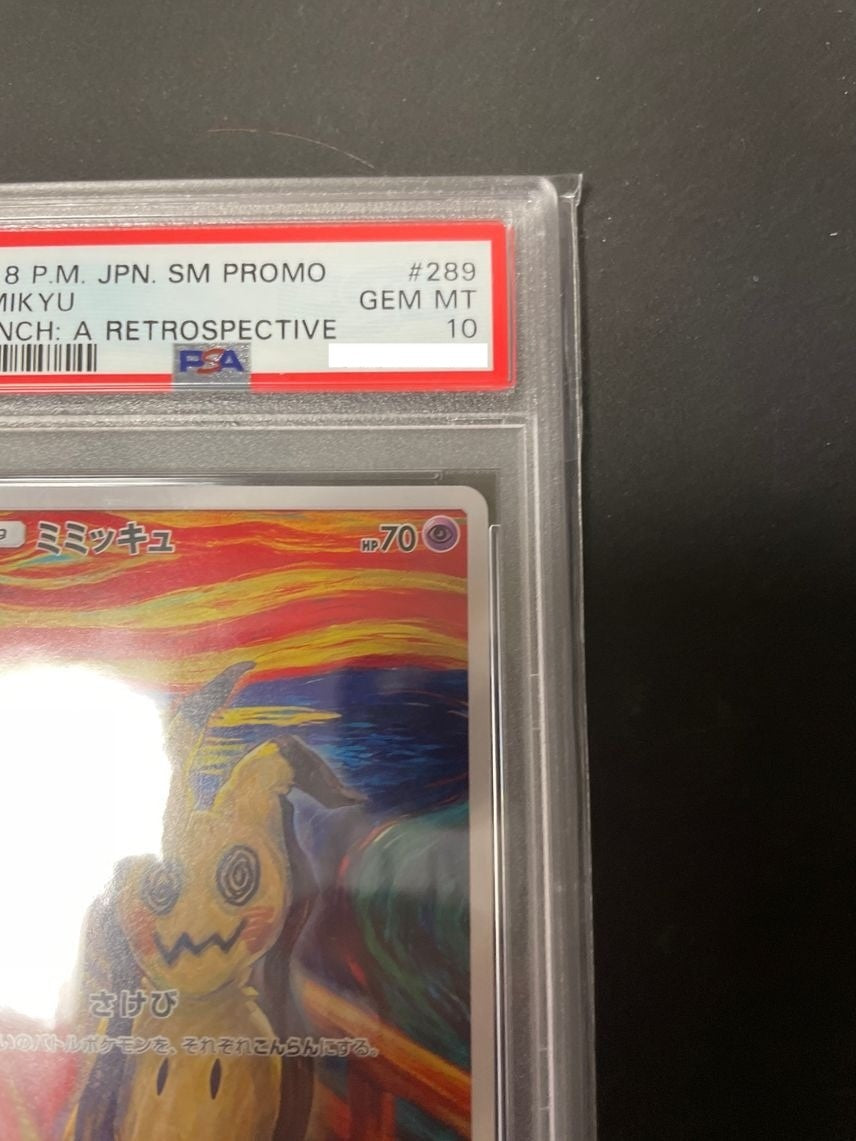 8 P.M. JPN. SM PROMO #289
MIKYU GEM MT
NCH: A RETROSPECTIVE 10
PSA
ミミッキュ HP70
さけび
いのバトルポケモンを、それぞれこんらんにする。